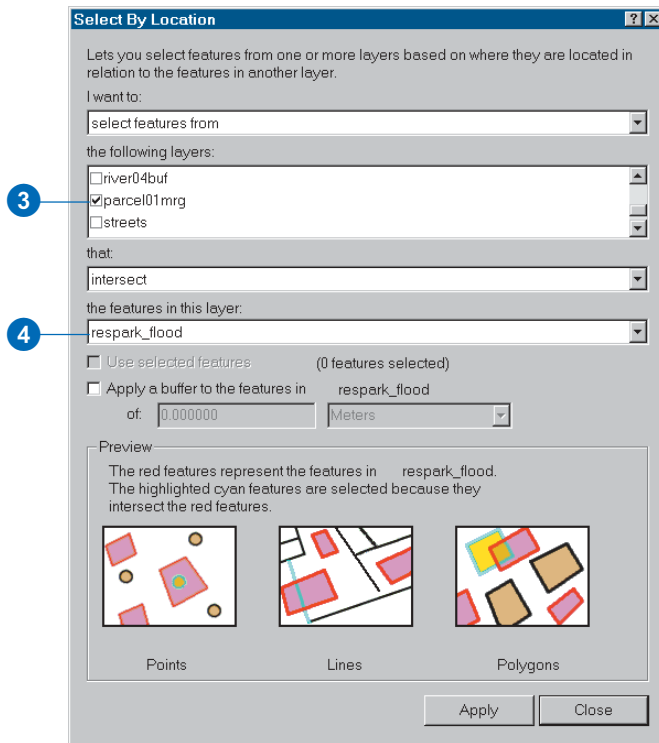 Select By Location
Lets you select features from one or more layers based on where they are located in
relation to the features in another layer.
I want to:
select features from
the following layers:
river04buf
3
parcel01mrg
streets
that:
intersect
the features in this layer:
4
respark_flood
Use selected features (0 features selected)
Apply a buffer to the features in respark_flood
of: 0.000000 Meters
Preview
The red features represent the features in respark_flood.
The highlighted cyan features are selected because they
intersect the red features.
Points Lines Polygons
Apply Close